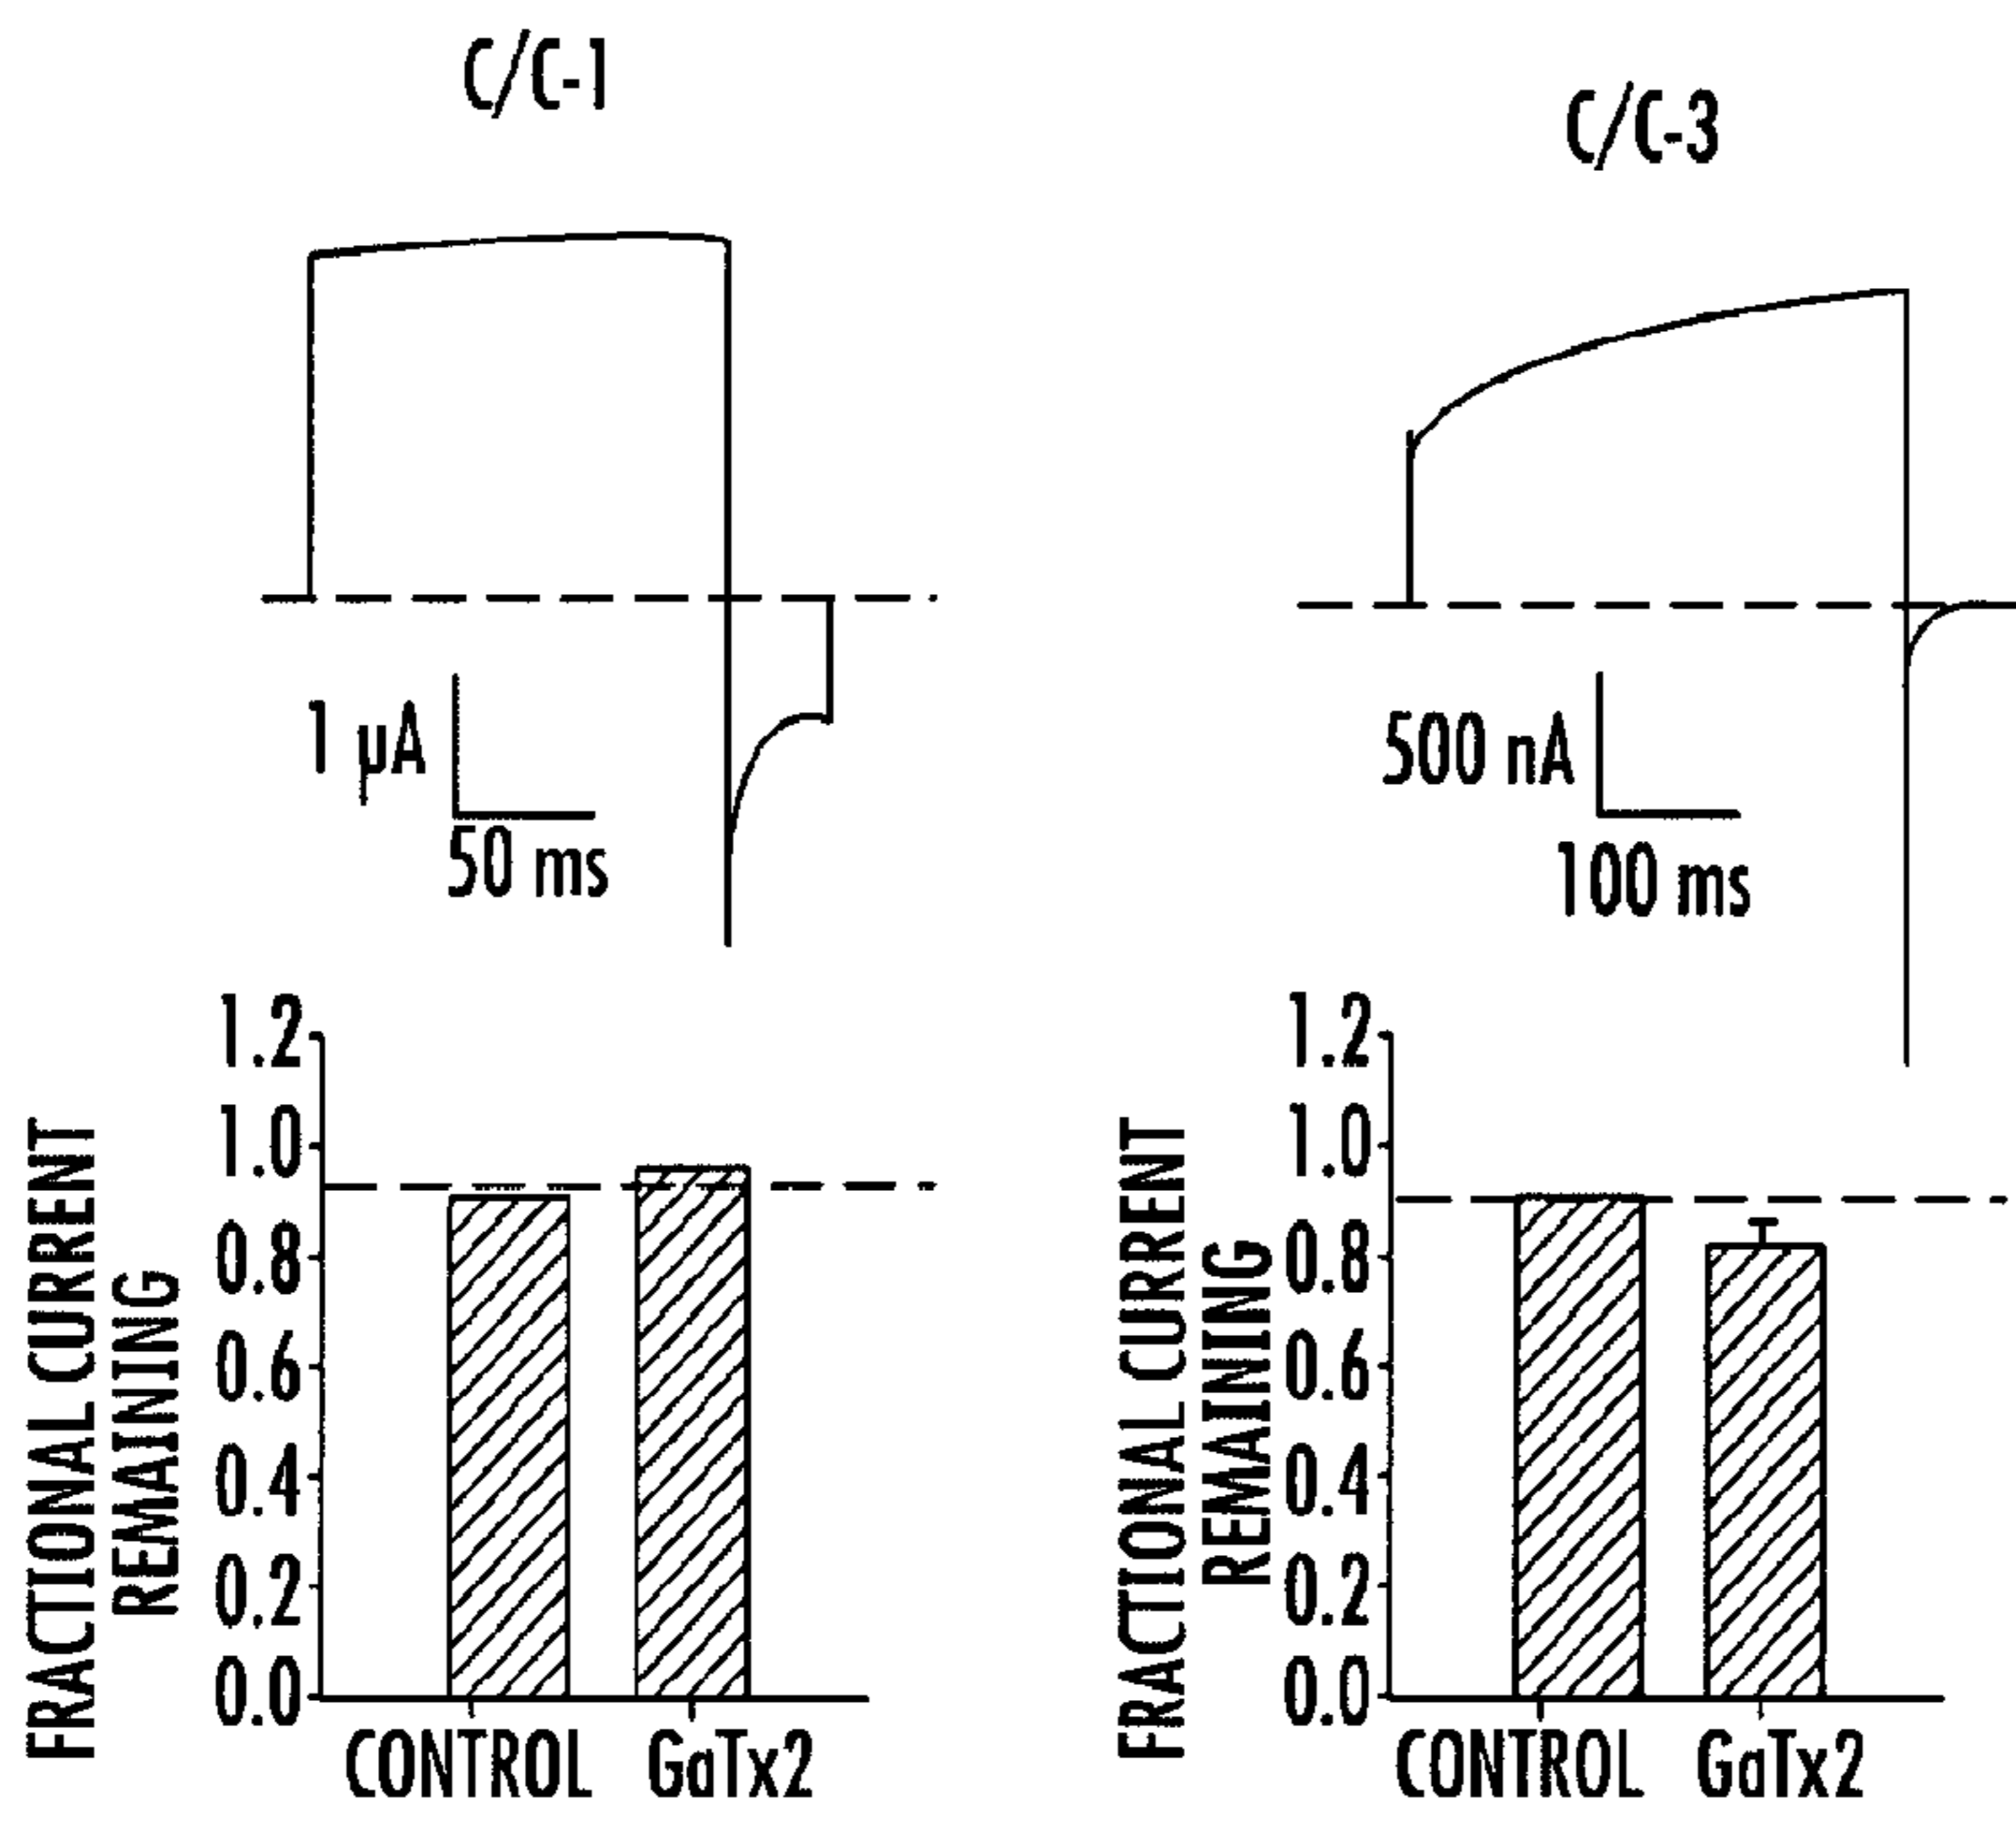 C/C-1
1 µA
50 ms
1.2
1.0
0.8
0.6
0.4
0.2
0.0
FRACTIONAL CURRENT
REMAINING
CONTROL GaTx2
C/C-3
500 nA
100 ms
1.2
1.0
0.8
0.6
0.4
0.2
0.0
FRACTIONAL CURRENT
REMAINING
CONTROL GaTx2